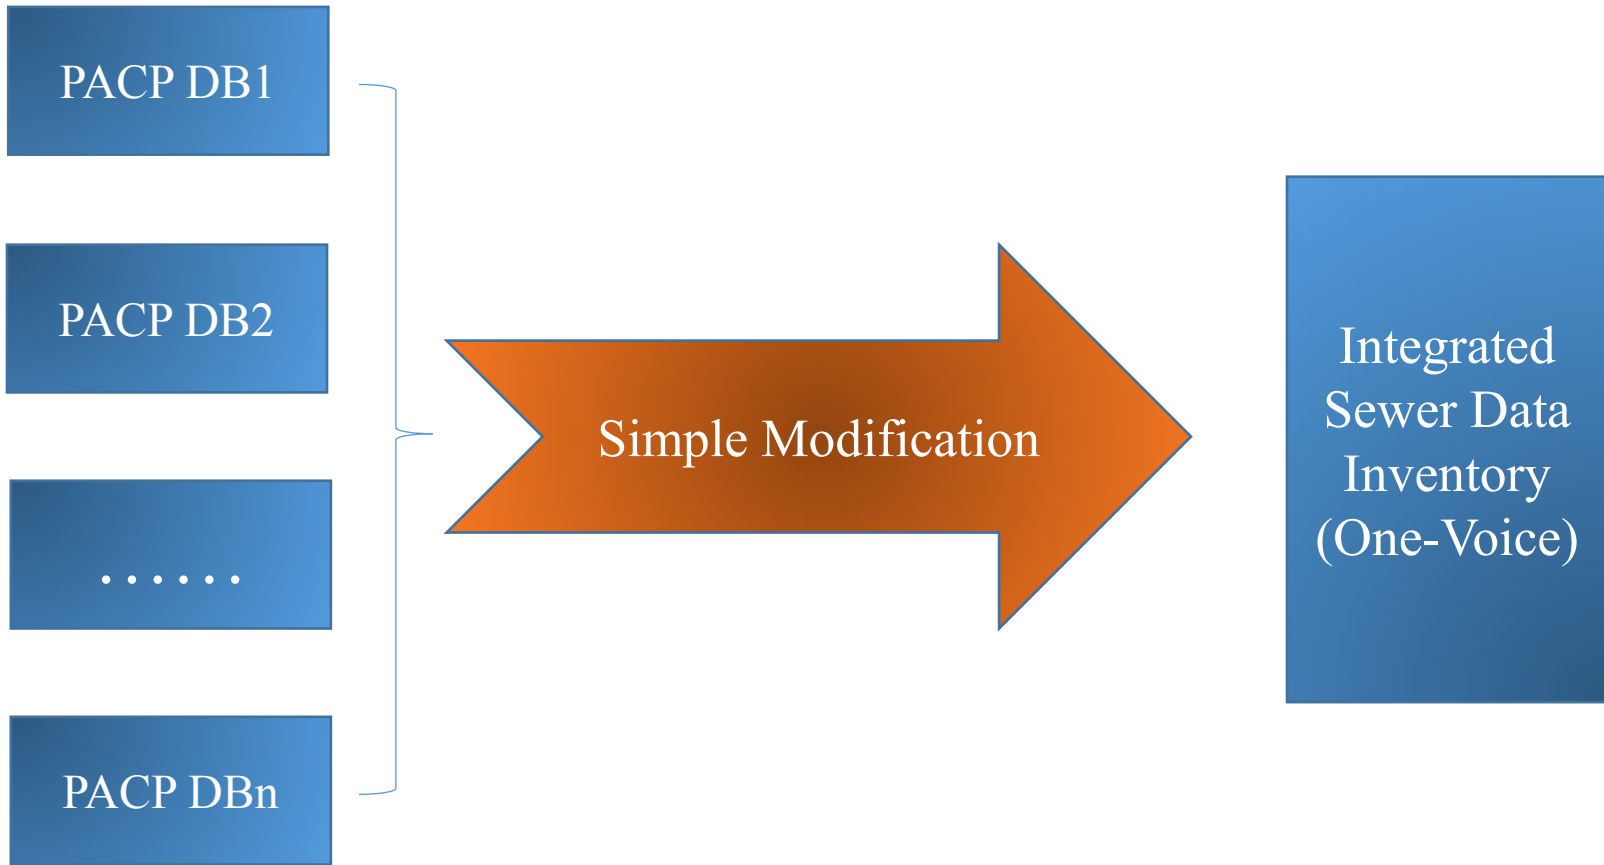 PACP DB1
PACP DB2
......
PACP DBn
Simple Modification
Integrated
Sewer Data
Inventory
(One-Voice)